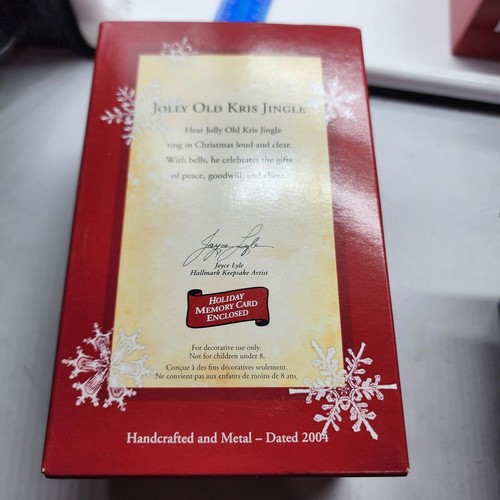 JOLLY OLD KRIS JINGLE
Hear Jolly Old Kris Jingle
ring in Christmas loud and clear.
With bells, he celebrates the gifts
of peace, goodwill, and cheer.
Joyce Lyle
Joyce Lyle
Hallmark Keepsake Artist
HOLIDAY
MEMORY CARD
ENCLOSED
For decorative use only.
Not for children under 8.
Conçue à des fins décoratives seulement.
Ne convient pas aux enfants de moins de 8 ans.
Handcrafted and Metal – Dated 2004